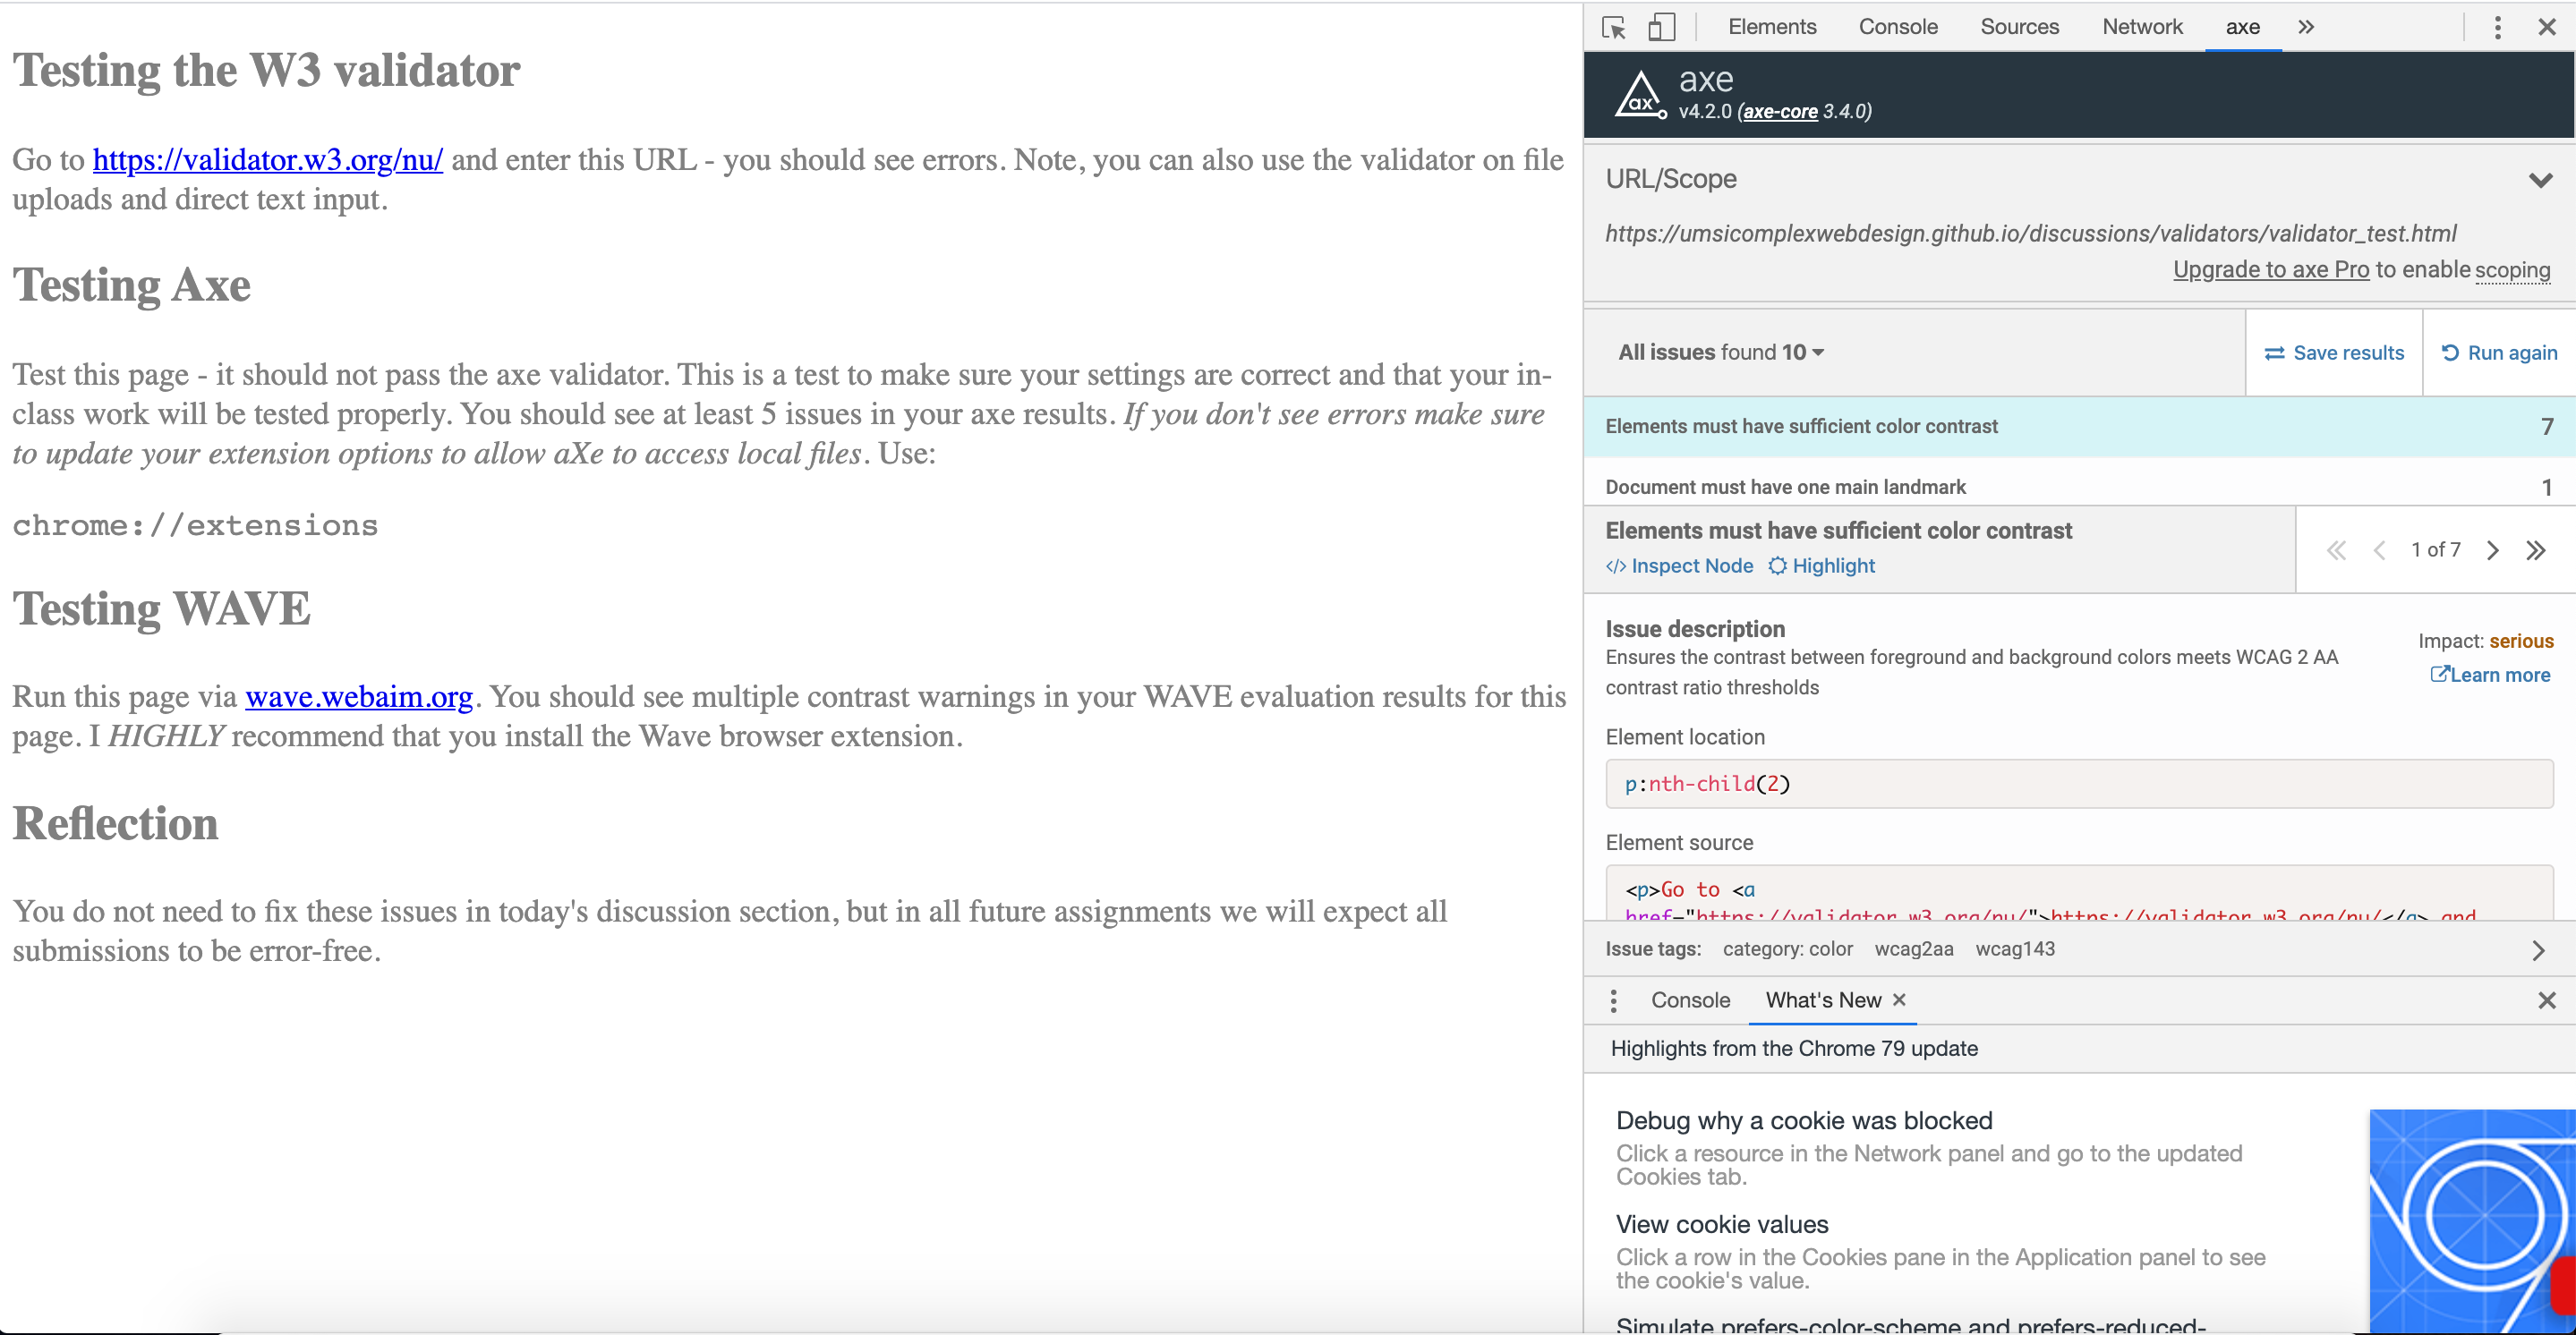 Testing the W3 validator
Go to https://validator.w3.org/nu/ and enter this URL - you should see errors. Note, you can also use the validator on file
uploads and direct text input.
Testing Axe
Test this page - it should not pass the axe validator. This is a test to make sure your settings are correct and that your in-
class work will be tested properly. You should see at least 5 issues in your axe results. If you don't see errors make sure
to update your extension options to allow aXe to access local files. Use:
chrome://extensions
Testing WAVE
Run this page via wave.webaim.org. You should see multiple contrast warnings in your WAVE evaluation results for this
page. I HIGHLY recommend that you install the Wave browser extension.
Reflection
You do not need to fix these issues in today's discussion section, but in all future assignments we will expect all
submissions to be error-free.
Elements Console Sources Network axe »
ax
axe
v4.2.0 (axe-core 3.4.0)
URL/Scope
https://umsicomplexwebdesign.github.io/discussions/validators/validator_test.html
Upgrade to axe Pro to enable scoping
All issues found 10 Save results Run again
Elements must have sufficient color contrast 7
Document must have one main landmark 1
Elements must have sufficient color contrast
</> Inspect Node Highlight
1 of 7
Issue description
Ensures the contrast between foreground and background colors meets WCAG 2 AA
contrast ratio thresholds
Impact: serious
Learn more
Element location
p:nth-child(2)
Element source
<p>Go to <a
href="https://validator.w3.org/nu/">https://validator.w3.org/nu/</a> and
Issue tags: category: color wcag2aa wcag143
Console What's New ×
Highlights from the Chrome 79 update
Debug why a cookie was blocked
Click a resource in the Network panel and go to the updated
Cookies tab.
View cookie values
Click a row in the Cookies pane in the Application panel to see
the cookie's value.
Simulate prefers-color-scheme and prefers-reduced-